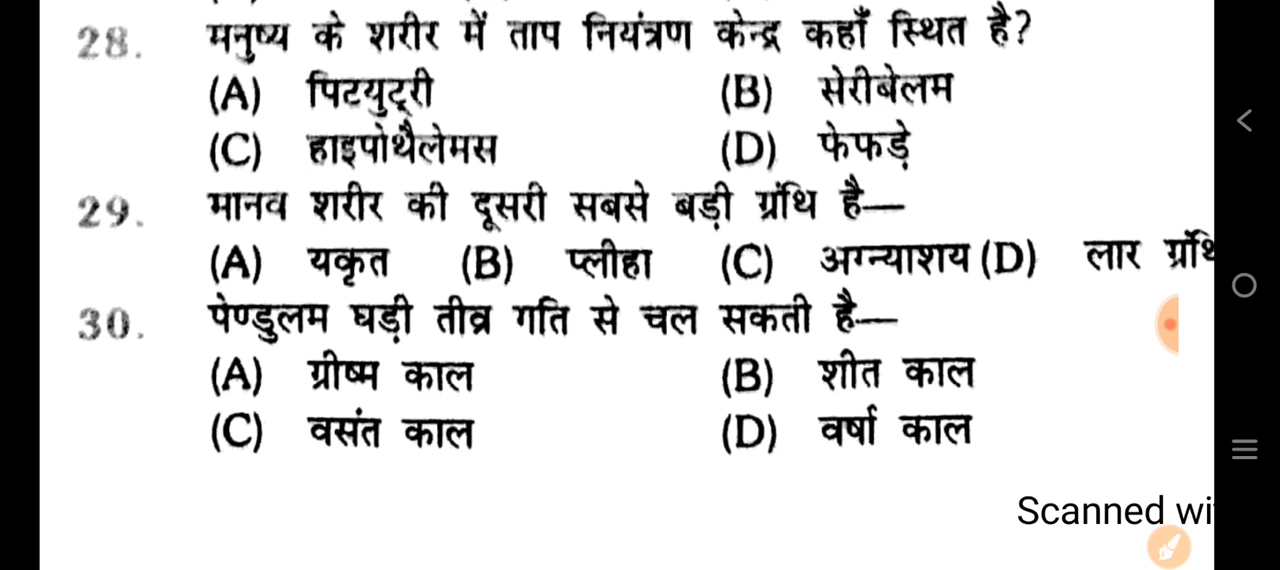 28. मनुष्य के शरीर में ताप नियंत्रण केन्द्र कहाँ स्थित है?
(A) पिटयुट्री (B) सेरीबेलम
(C) हाइपोथैलेमस (D) फेफड़े
29. मानव शरीर की दूसरी सबसे बड़ी ग्रंथि है—
(A) यकृत (B) प्लीहा (C) अग्न्याशय (D) लार
30. पेण्डुलम घड़ी तीव्र गति से चल सकती है—
(A) ग्रीष्म काल (B) शीत काल
(C) वसंत काल (D) वर्षा काल
Scanned